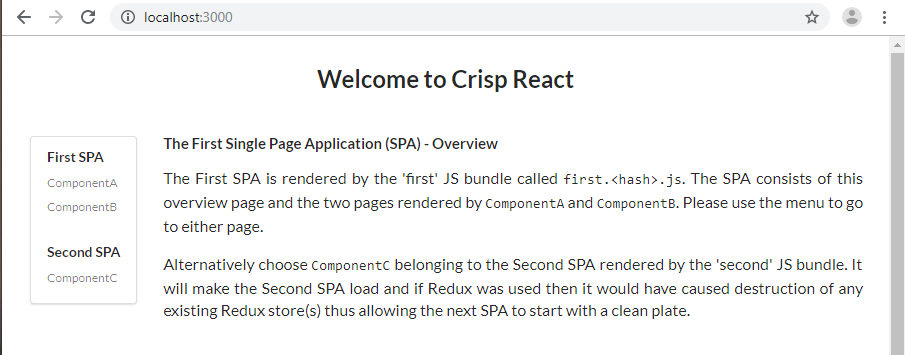 localhost:3000
Welcome to Crisp React
First SPA
ComponentA
ComponentB
Second SPA
ComponentC
The First Single Page Application (SPA) - Overview
The First SPA is rendered by the 'first' JS bundle called first.<hash>.js. The SPA consists of this
overview page and the two pages rendered by ComponentA and ComponentB. Please use the menu to go
to either page.
Alternatively choose ComponentC belonging to the Second SPA rendered by the 'second' JS bundle. It
will make the Second SPA load and if Redux was used then it would have caused destruction of any
existing Redux store(s) thus allowing the next SPA to start with a clean plate.